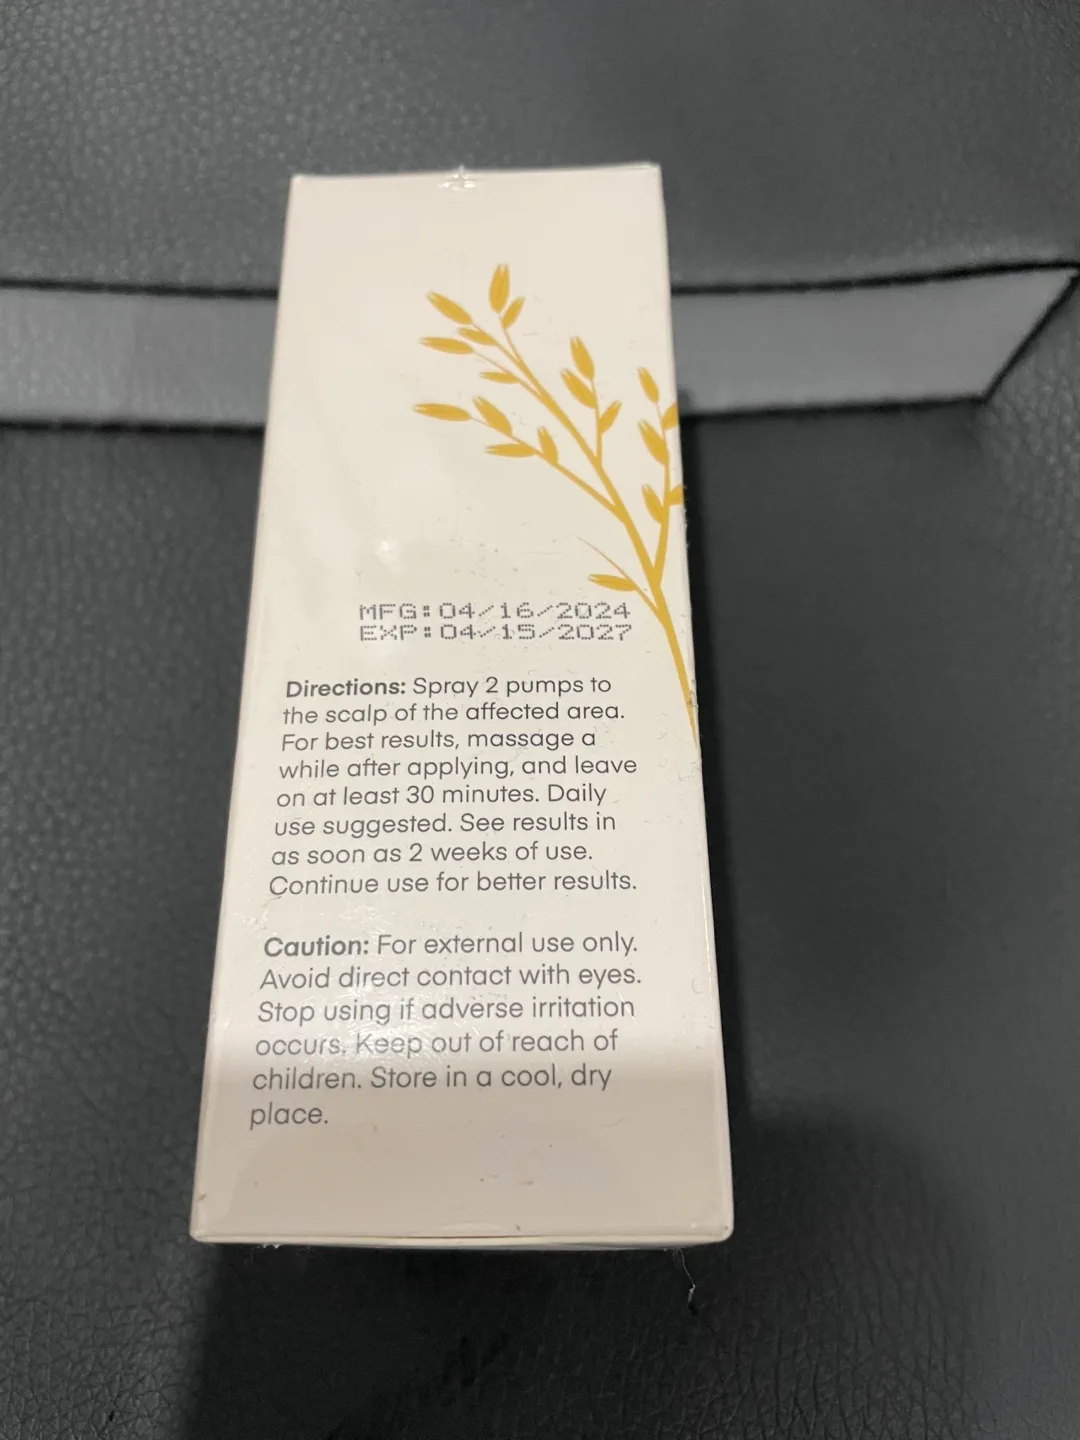 MFG:04/16/2024
EXP:04/15/2027
Directions: Spray 2 pumps to
the scalp of the affected area.
For best results, massage a
while after applying, and leave
on at least 30 minutes. Daily
use suggested. See results in
as soon as 2 weeks of use.
Continue use for better results.
Caution: For external use only.
Avoid direct contact with eyes.
Stop using if adverse irritation
occurs. Keep out of reach of
children. Store in a cool, dry
place.